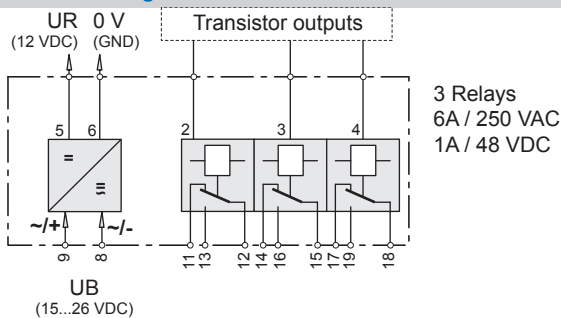 UR 0 V
(12 VDC) (GND)
Transistor outputs
3 Relays
6A / 250 VAC
1A / 48 VDC
5 6 2 3 4
=
~/+ ~/-
9 8 11 13 12 14 16 15 17 19 18
UB
(15...26 VDC)